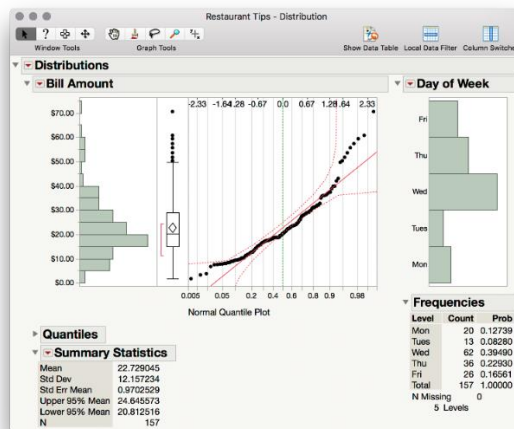 Restaurant Tips - Distribution
Window Tools
Graph Tools
Show Data Table
Local Data Filter
Column Switche
Distributions
Bill Amount
-2.33 -1.64 -1.28 -0.67 0.0 0.67 1.28 1.64 2.33
$70.00
$60.00
$50.00
$40.00
$30.00
$20.00
$10.00
$0.00
0.005 0.05 0.2 0.4 0.6 0.8 0.9 0.98
Normal Quantile Plot
Quantiles
Summary Statistics
Mean 22.729045
Std Dev 12.157234
Std Err Mean 0.9702529
Upper 95% Mean 24.645573
Lower 95% Mean 20.812516
N 157
Day of Week
Fri
Thu
Wed
Tues
Mon
Frequencies
Level Count Prob
Mon 20 0.12739
Tues 13 0.08280
Wed 62 0.39490
Thu 36 0.22930
Fri 26 0.16561
Total 157 1.00000
N Missing 0
5 Levels